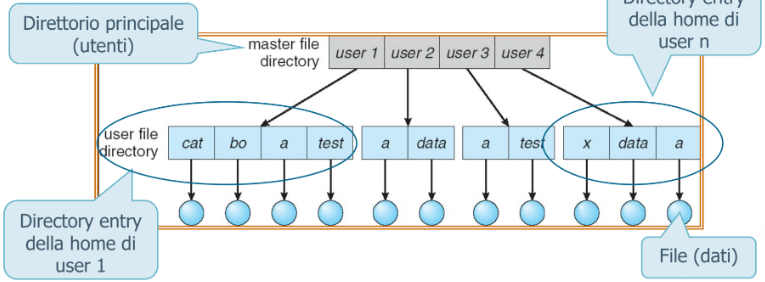 Direttorio principale
(utenti)
Directory entry
della home di
user n
master file
directory
user 1 user 2 user 3 user 4
user file
directory
cat bo a test a data a test x data a
Directory entry
della home di
user 1
File (dati)